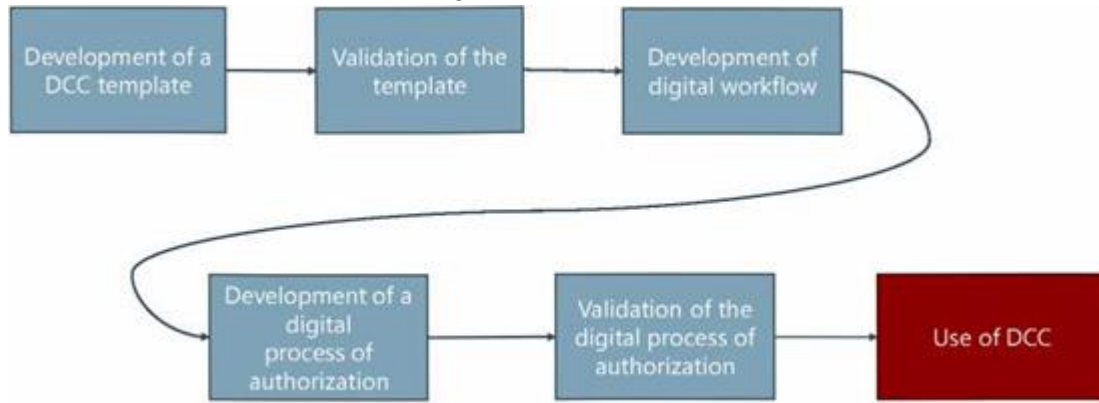 Development of a
DCC template
Validation of the
template
Development of
digital workflow
Development of a
digital
process of
authorization
Validation of the
digital process of
authorization
Use of DCC